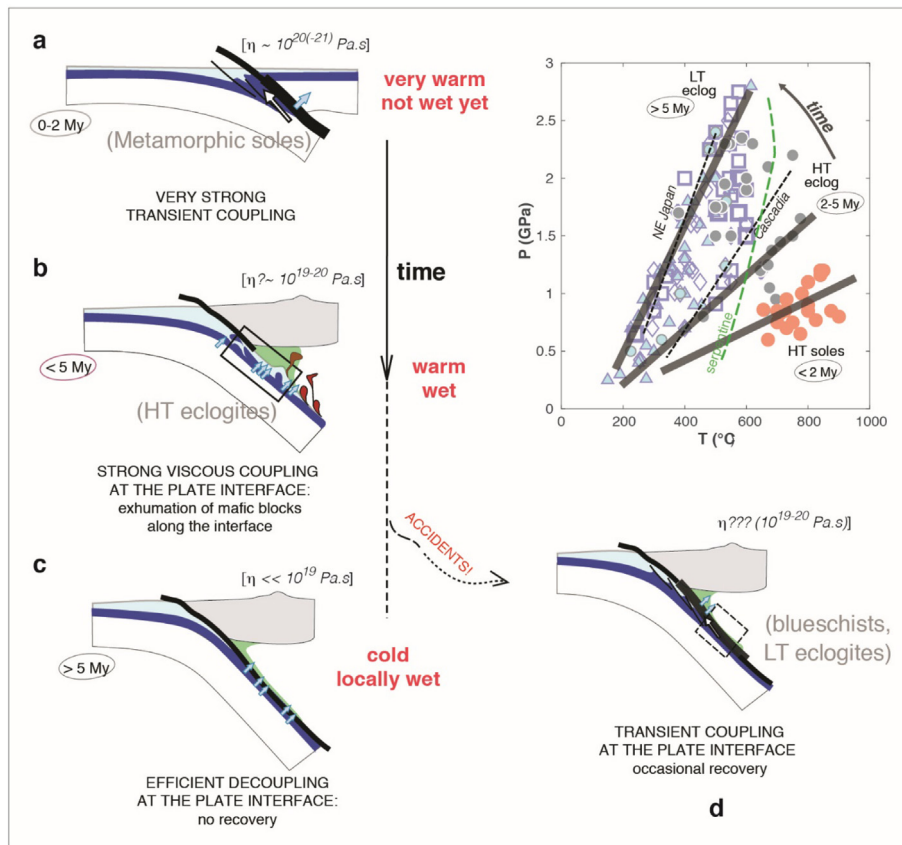 a
[η ~ 10^20(-21) Pa.s]
very warm
not wet yet
0-2 My
(Metamorphic soles)
VERY STRONG
TRANSIENT COUPLING
time
b
[η?~ 10^19-20 Pa.s]
< 5 My
warm
wet
(HT eclogites)
STRONG VISCOUS COUPLING
AT THE PLATE INTERFACE:
exhumation of mafic blocks
along the interface
ACCIDENTS!
c
[η << 10^19 Pa.s]
> 5 My
cold
locally wet
EFFICIENT DECOUPLING
AT THE PLATE INTERFACE:
no recovery
P (GPa)
3
2.5
2
1.5
1
0.5
0
LT
eclog
> 5 My
time
HT
eclog
2-5 My
NE Japan
Cascadia
serpentine
HT soles
< 2 My
0
200
400
600
800
1000
T (°C)
η??? (10^19-20 Pa.s)]
(blueschists,
LT eclogites)
TRANSIENT COUPLING
AT THE PLATE INTERFACE
occasional recovery
d